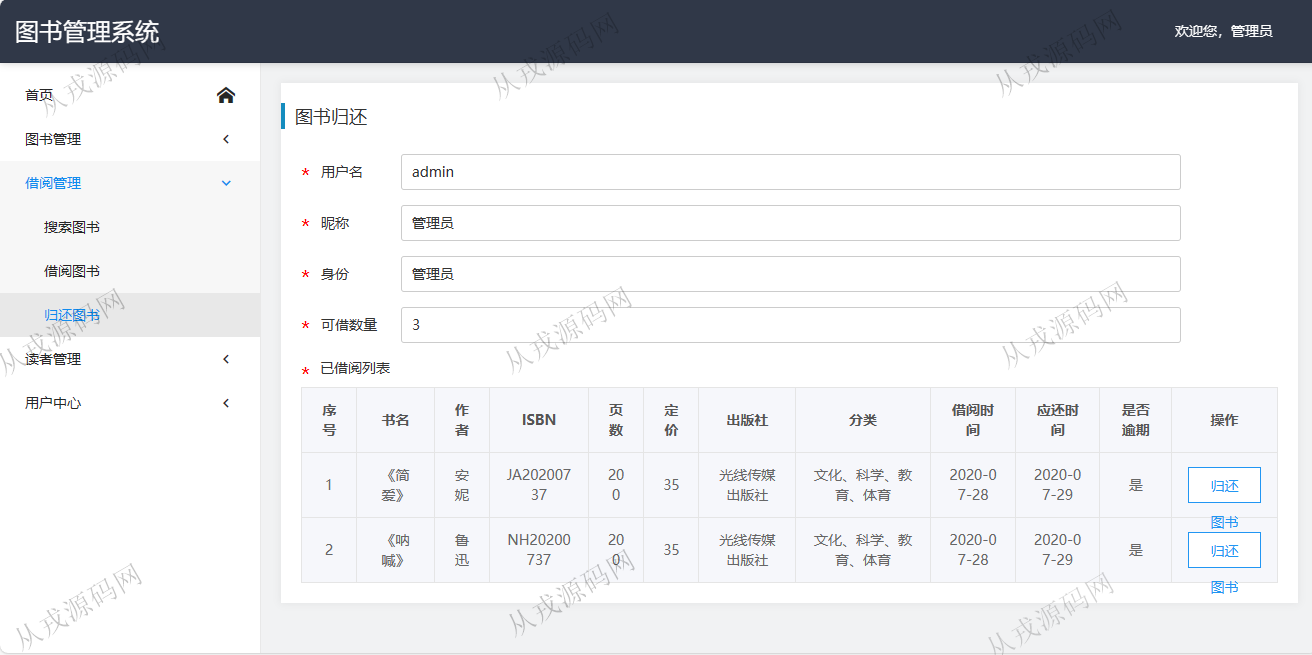 图书管理系统
欢迎您，管理员
首页
图书管理
借阅管理
搜索图书
借阅图书
归还图书
读者管理
用户中心
图书归还
* 用户名 admin
* 昵称 管理员
* 身份 管理员
* 可借数量 3
* 已借阅列表
序号 书名 作者 ISBN 页数 定价 出版社 分类 借阅时间 应还时间 是否逾期 操作
1 《简爱》 安妮 JA20200737 200 35 光线传媒出版社 文化、科学、教育、体育 2020-07-28 2020-07-29 是 归还图书
2 《呐喊》 鲁迅 NH20200737 200 35 光线传媒出版社 文化、科学、教育、体育 2020-07-28 2020-07-29 是 归还图书
从戎源码网
从戎源码网
从戎源码网
从戎源码网
从戎源码网
从戎源码网
从戎源码网
从戎源码网
从戎源码网